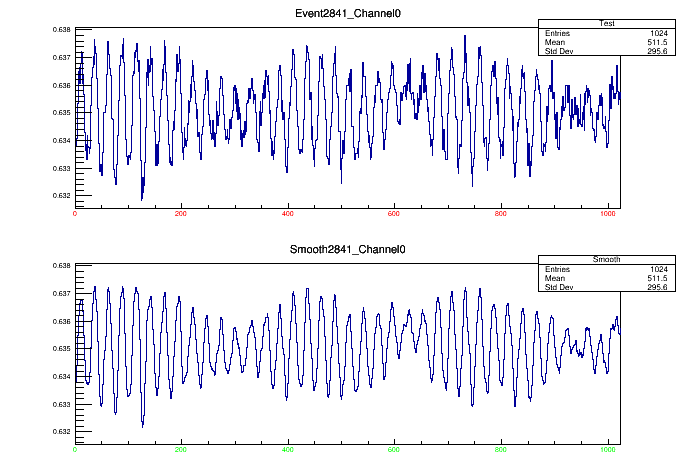 Event2841_Channel0
Test
Entries 1024
Mean 511.5
Std Dev 295.6
0.638
0.637
0.636
0.635
0.634
0.633
0.632
0 200 400 600 800 1000
Smooth2841_Channel0
Smooth
Entries 1024
Mean 511.5
Std Dev 295.6
0.638
0.637
0.636
0.635
0.634
0.633
0.632
0 200 400 600 800 1000